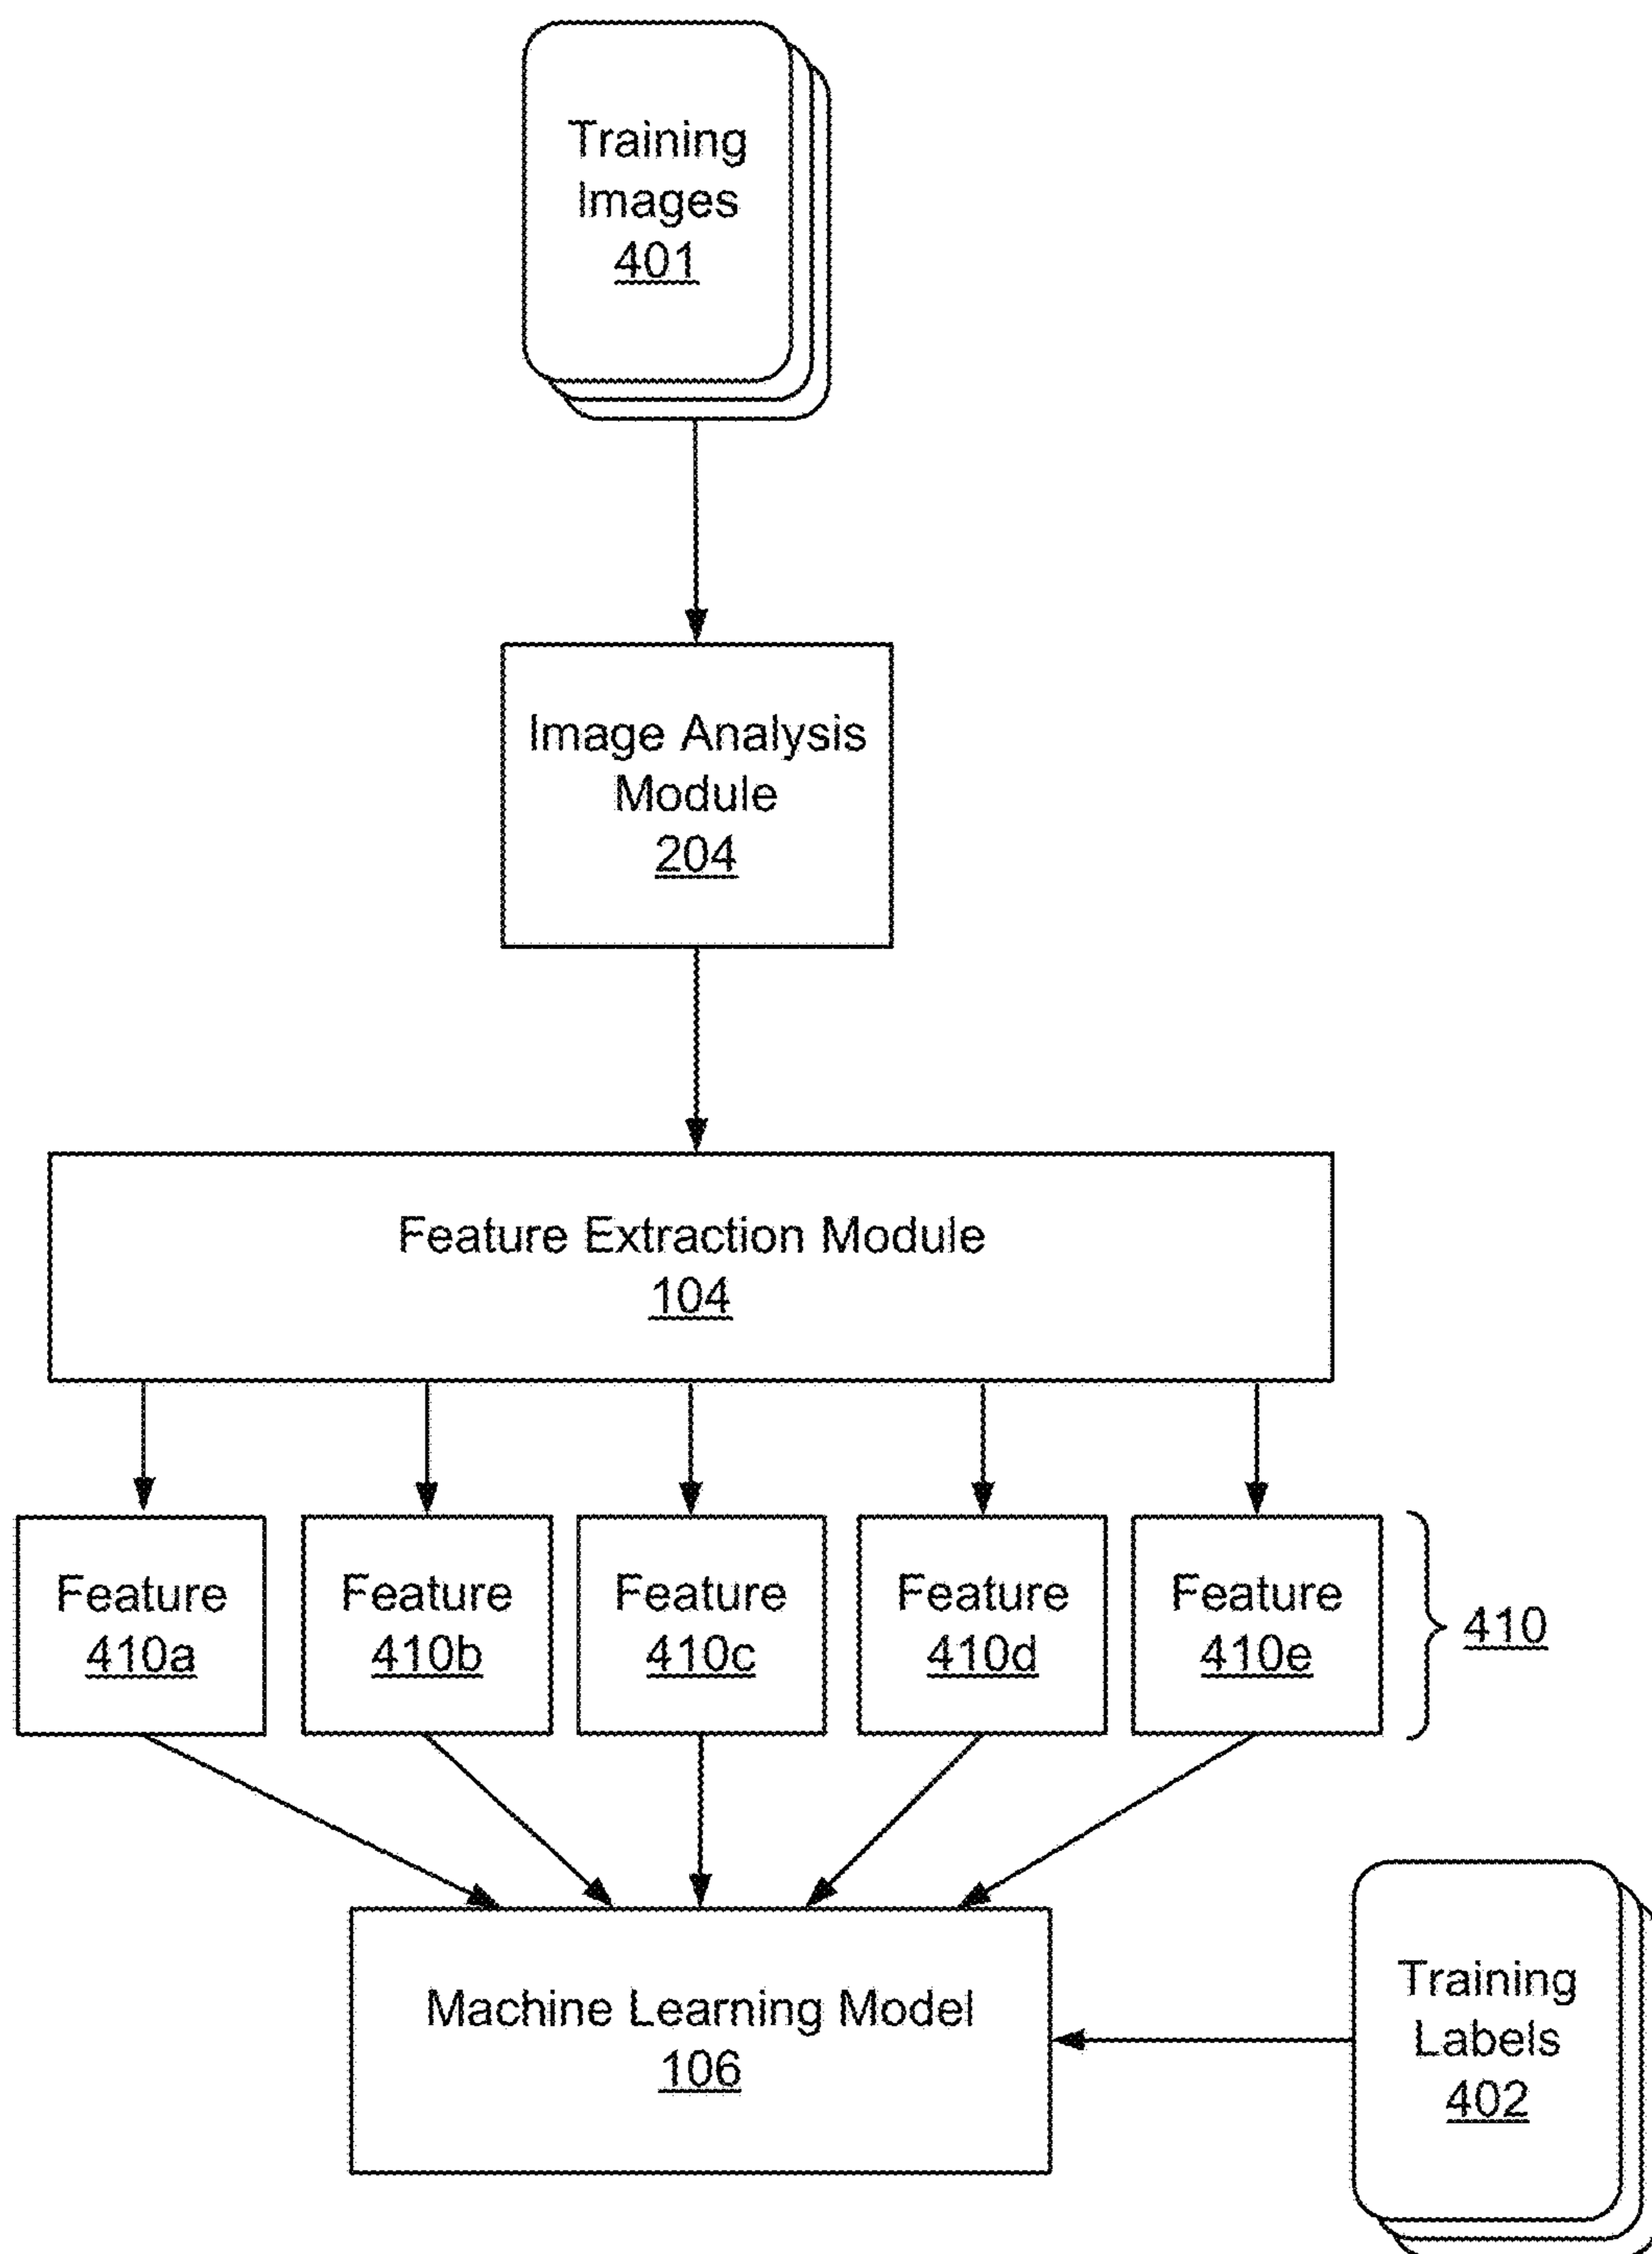 Training
Images
401
Image Analysis
Module
204
Feature Extraction Module
104
Feature
410a
Feature
410b
Feature
410c
Feature
410d
Feature
410e
410
Machine Learning Model
106
Training
Labels
402